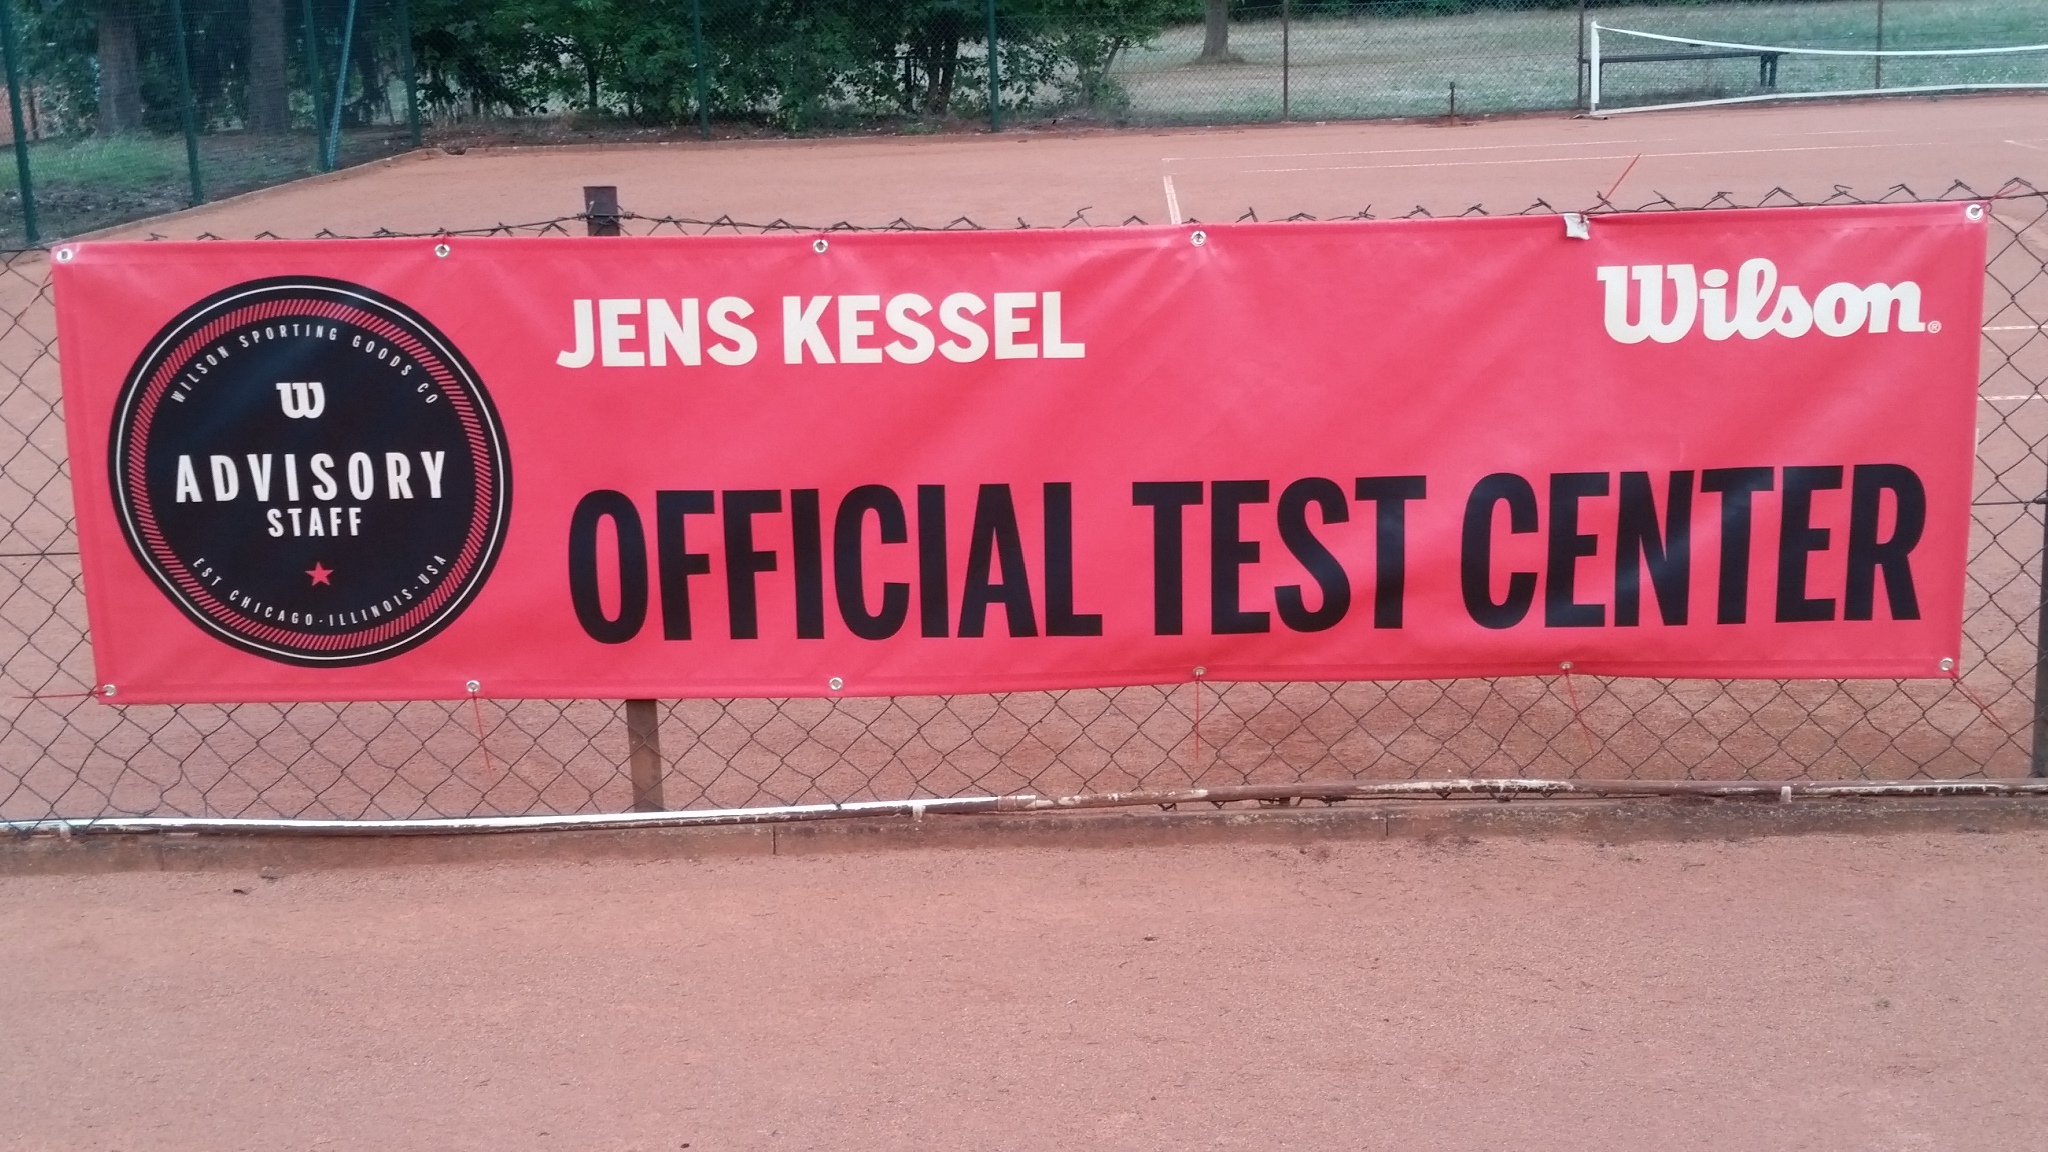 WILSON SPORTING GOODS CO
W
ADVISORY
STAFF
EST CHICAGO·ILLINOIS·USA
JENS KESSEL
Wilson®
OFFICIAL TEST CENTER